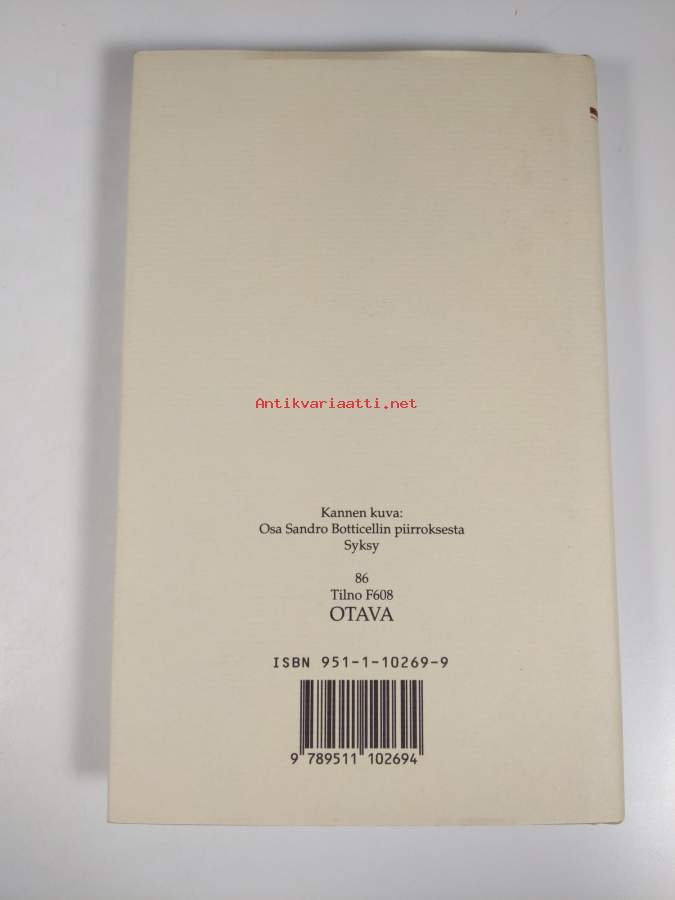 Antikvariaatti.net
Kannen kuva:
Osa Sandro Botticellin piirroksesta
Syksy
86
Tilno F608
OTAVA
ISBN 951-1-10269-9
9 789511 102694